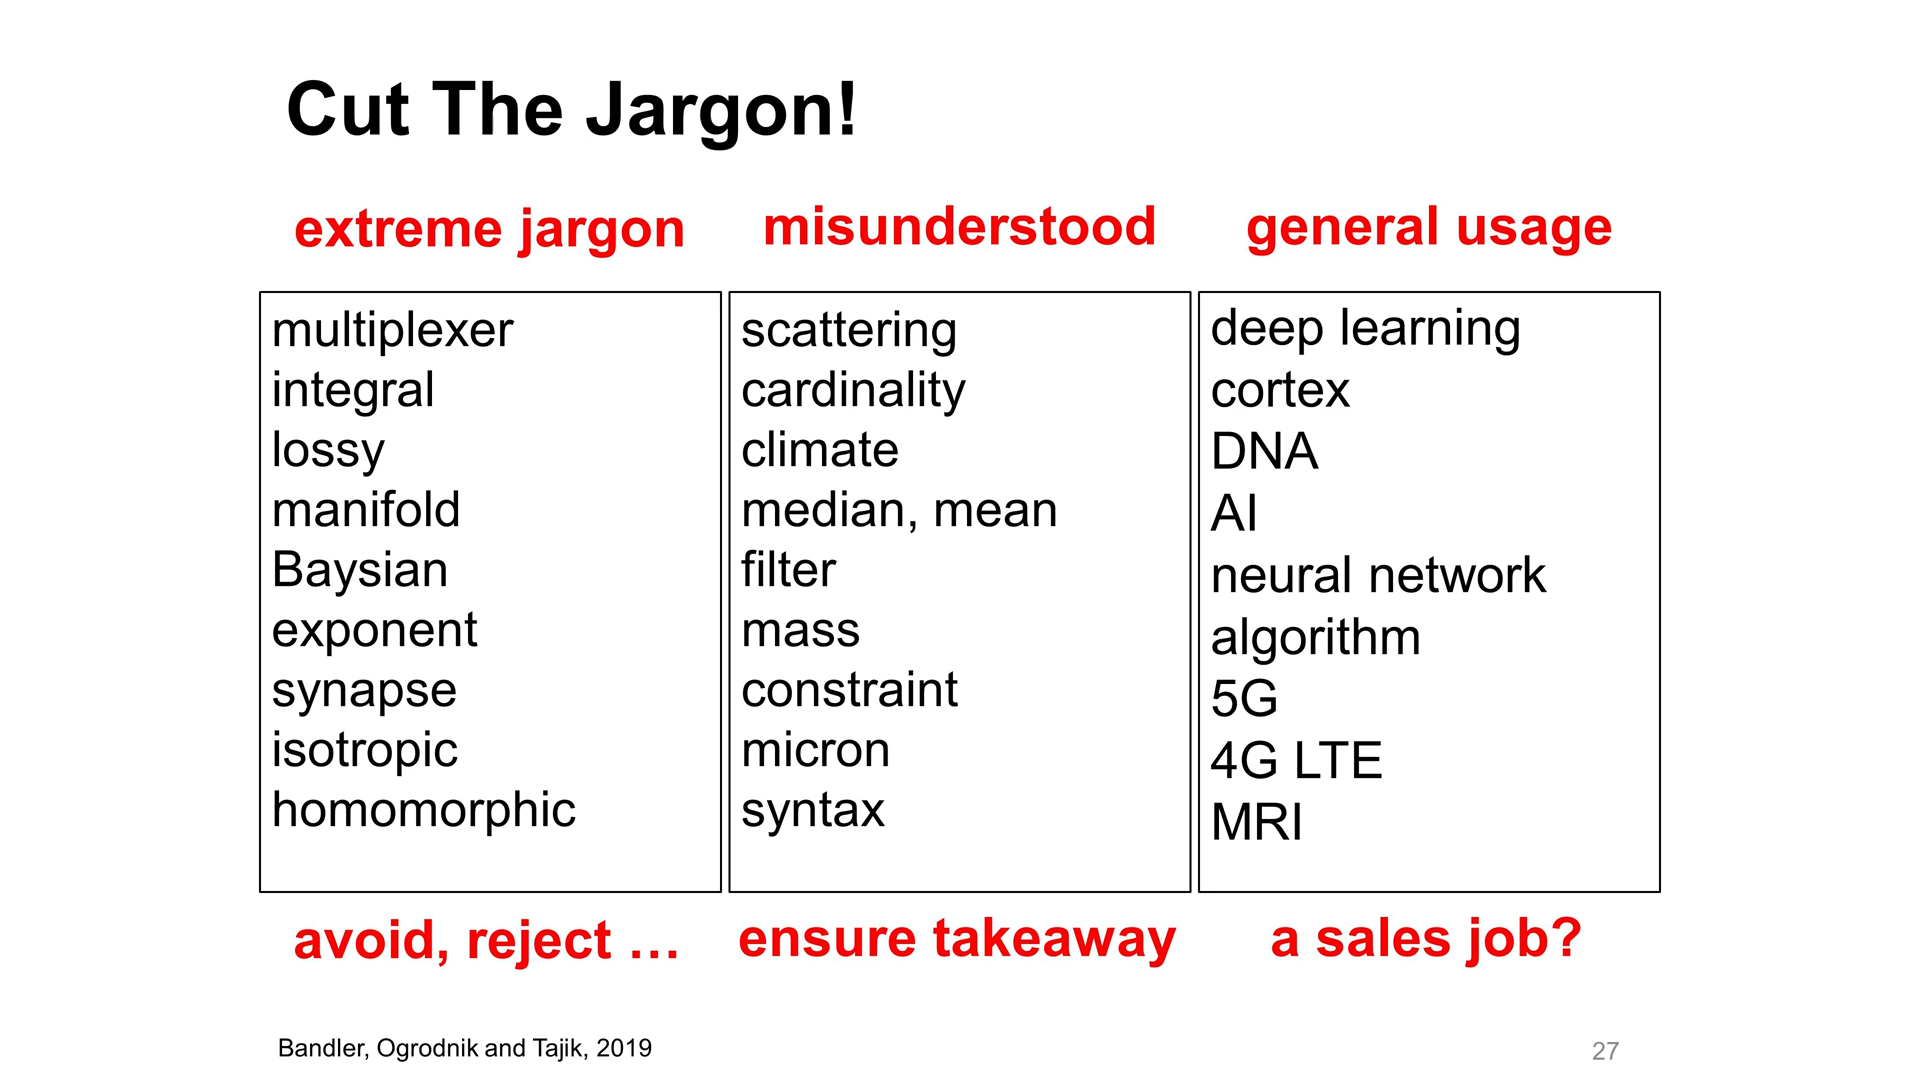 Cut The Jargon!
extreme jargon
multiplexer
integral
lossy
manifold
Baysian
exponent
synapse
isotropic
homomorphic
avoid, reject …
misunderstood
scattering
cardinality
climate
median, mean
filter
mass
constraint
micron
syntax
ensure takeaway
general usage
deep learning
cortex
DNA
AI
neural network
algorithm
5G
4G LTE
MRI
a sales job?
Bandler, Ogrodnik and Tajik, 2019
27